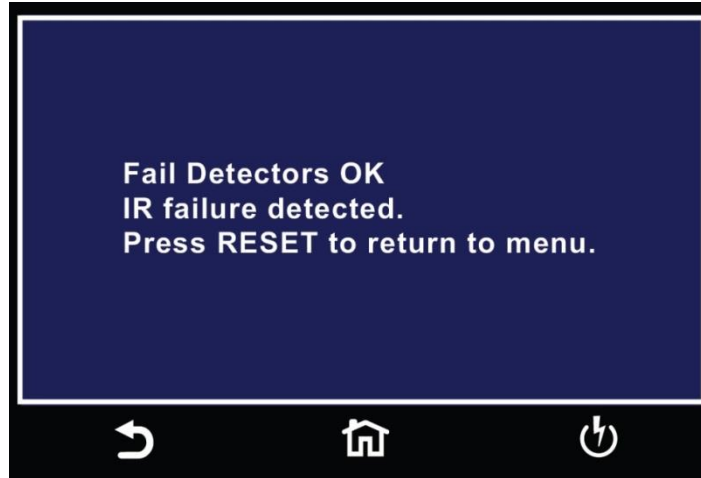 Fail Detectors OK
IR failure detected.
Press RESET to return to menu.